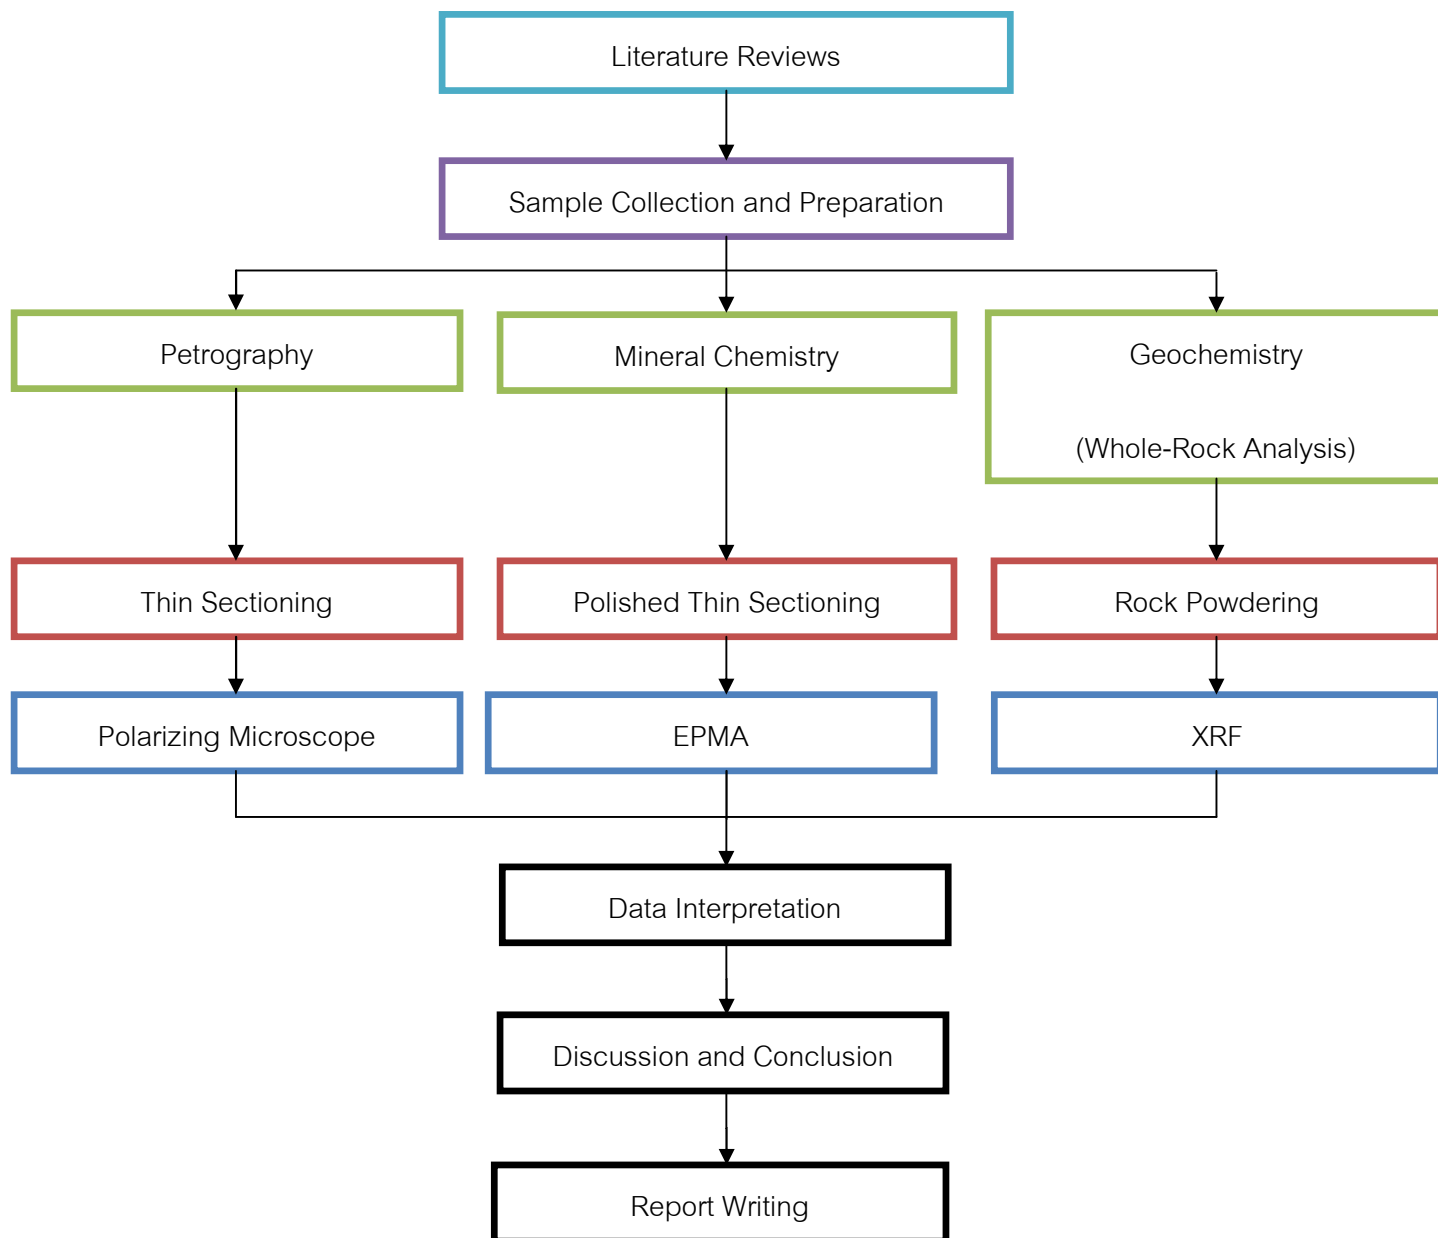 Literature Reviews
Sample Collection and Preparation
Petrography
Mineral Chemistry
Geochemistry
(Whole-Rock Analysis)
Thin Sectioning
Polished Thin Sectioning
Rock Powdering
Polarizing Microscope
EPMA
XRF
Data Interpretation
Discussion and Conclusion
Report Writing